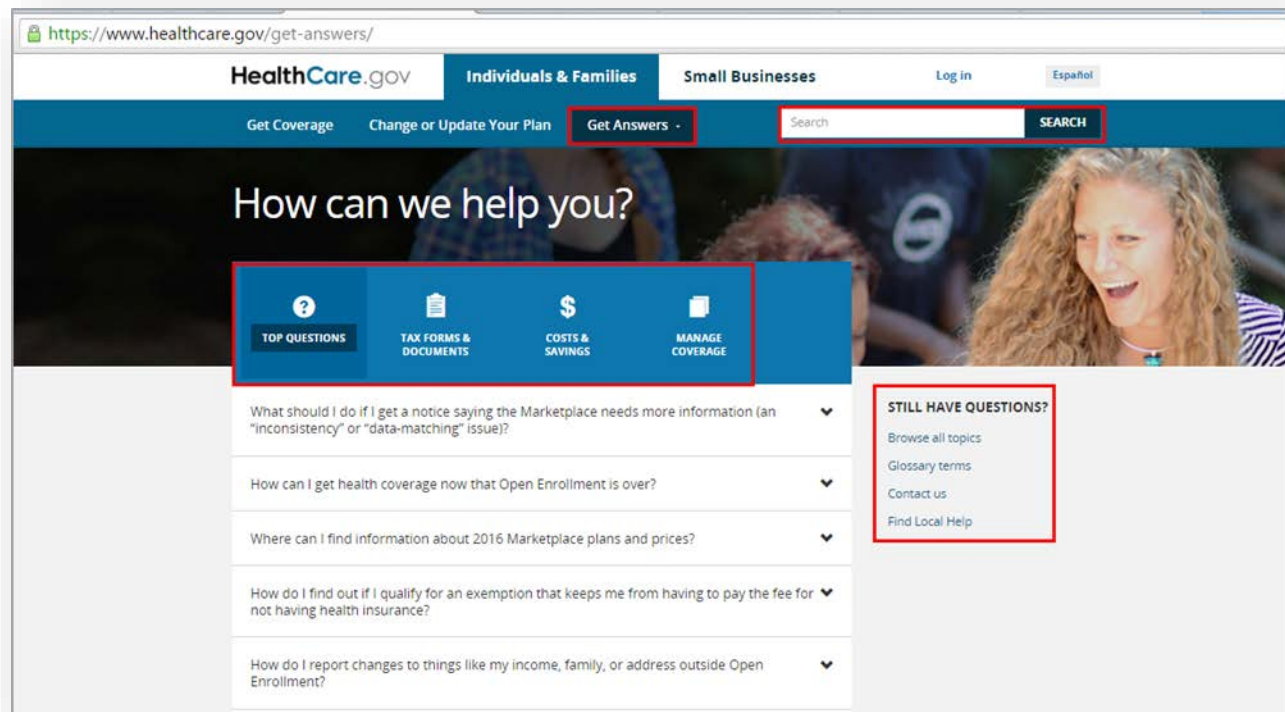 https://www.healthcare.gov/get-answers/
HealthCare.gov
Individuals & Families
Small Businesses
Log in
Español
Get Coverage
Change or Update Your Plan
Get Answers -
Search
SEARCH
How can we help you?
TOP QUESTIONS
TAX FORMS &
DOCUMENTS
COSTS &
SAVINGS
MANAGE
COVERAGE
What should I do if I get a notice saying the Marketplace needs more information (an
"inconsistency" or "data-matching" issue)?
How can I get health coverage now that Open Enrollment is over?
Where can I find information about 2016 Marketplace plans and prices?
How do I find out if I qualify for an exemption that keeps me from having to pay the fee for
not having health insurance?
How do I report changes to things like my income, family, or address outside Open
Enrollment?
STILL HAVE QUESTIONS?
Browse all topics
Glossary terms
Contact us
Find Local Help